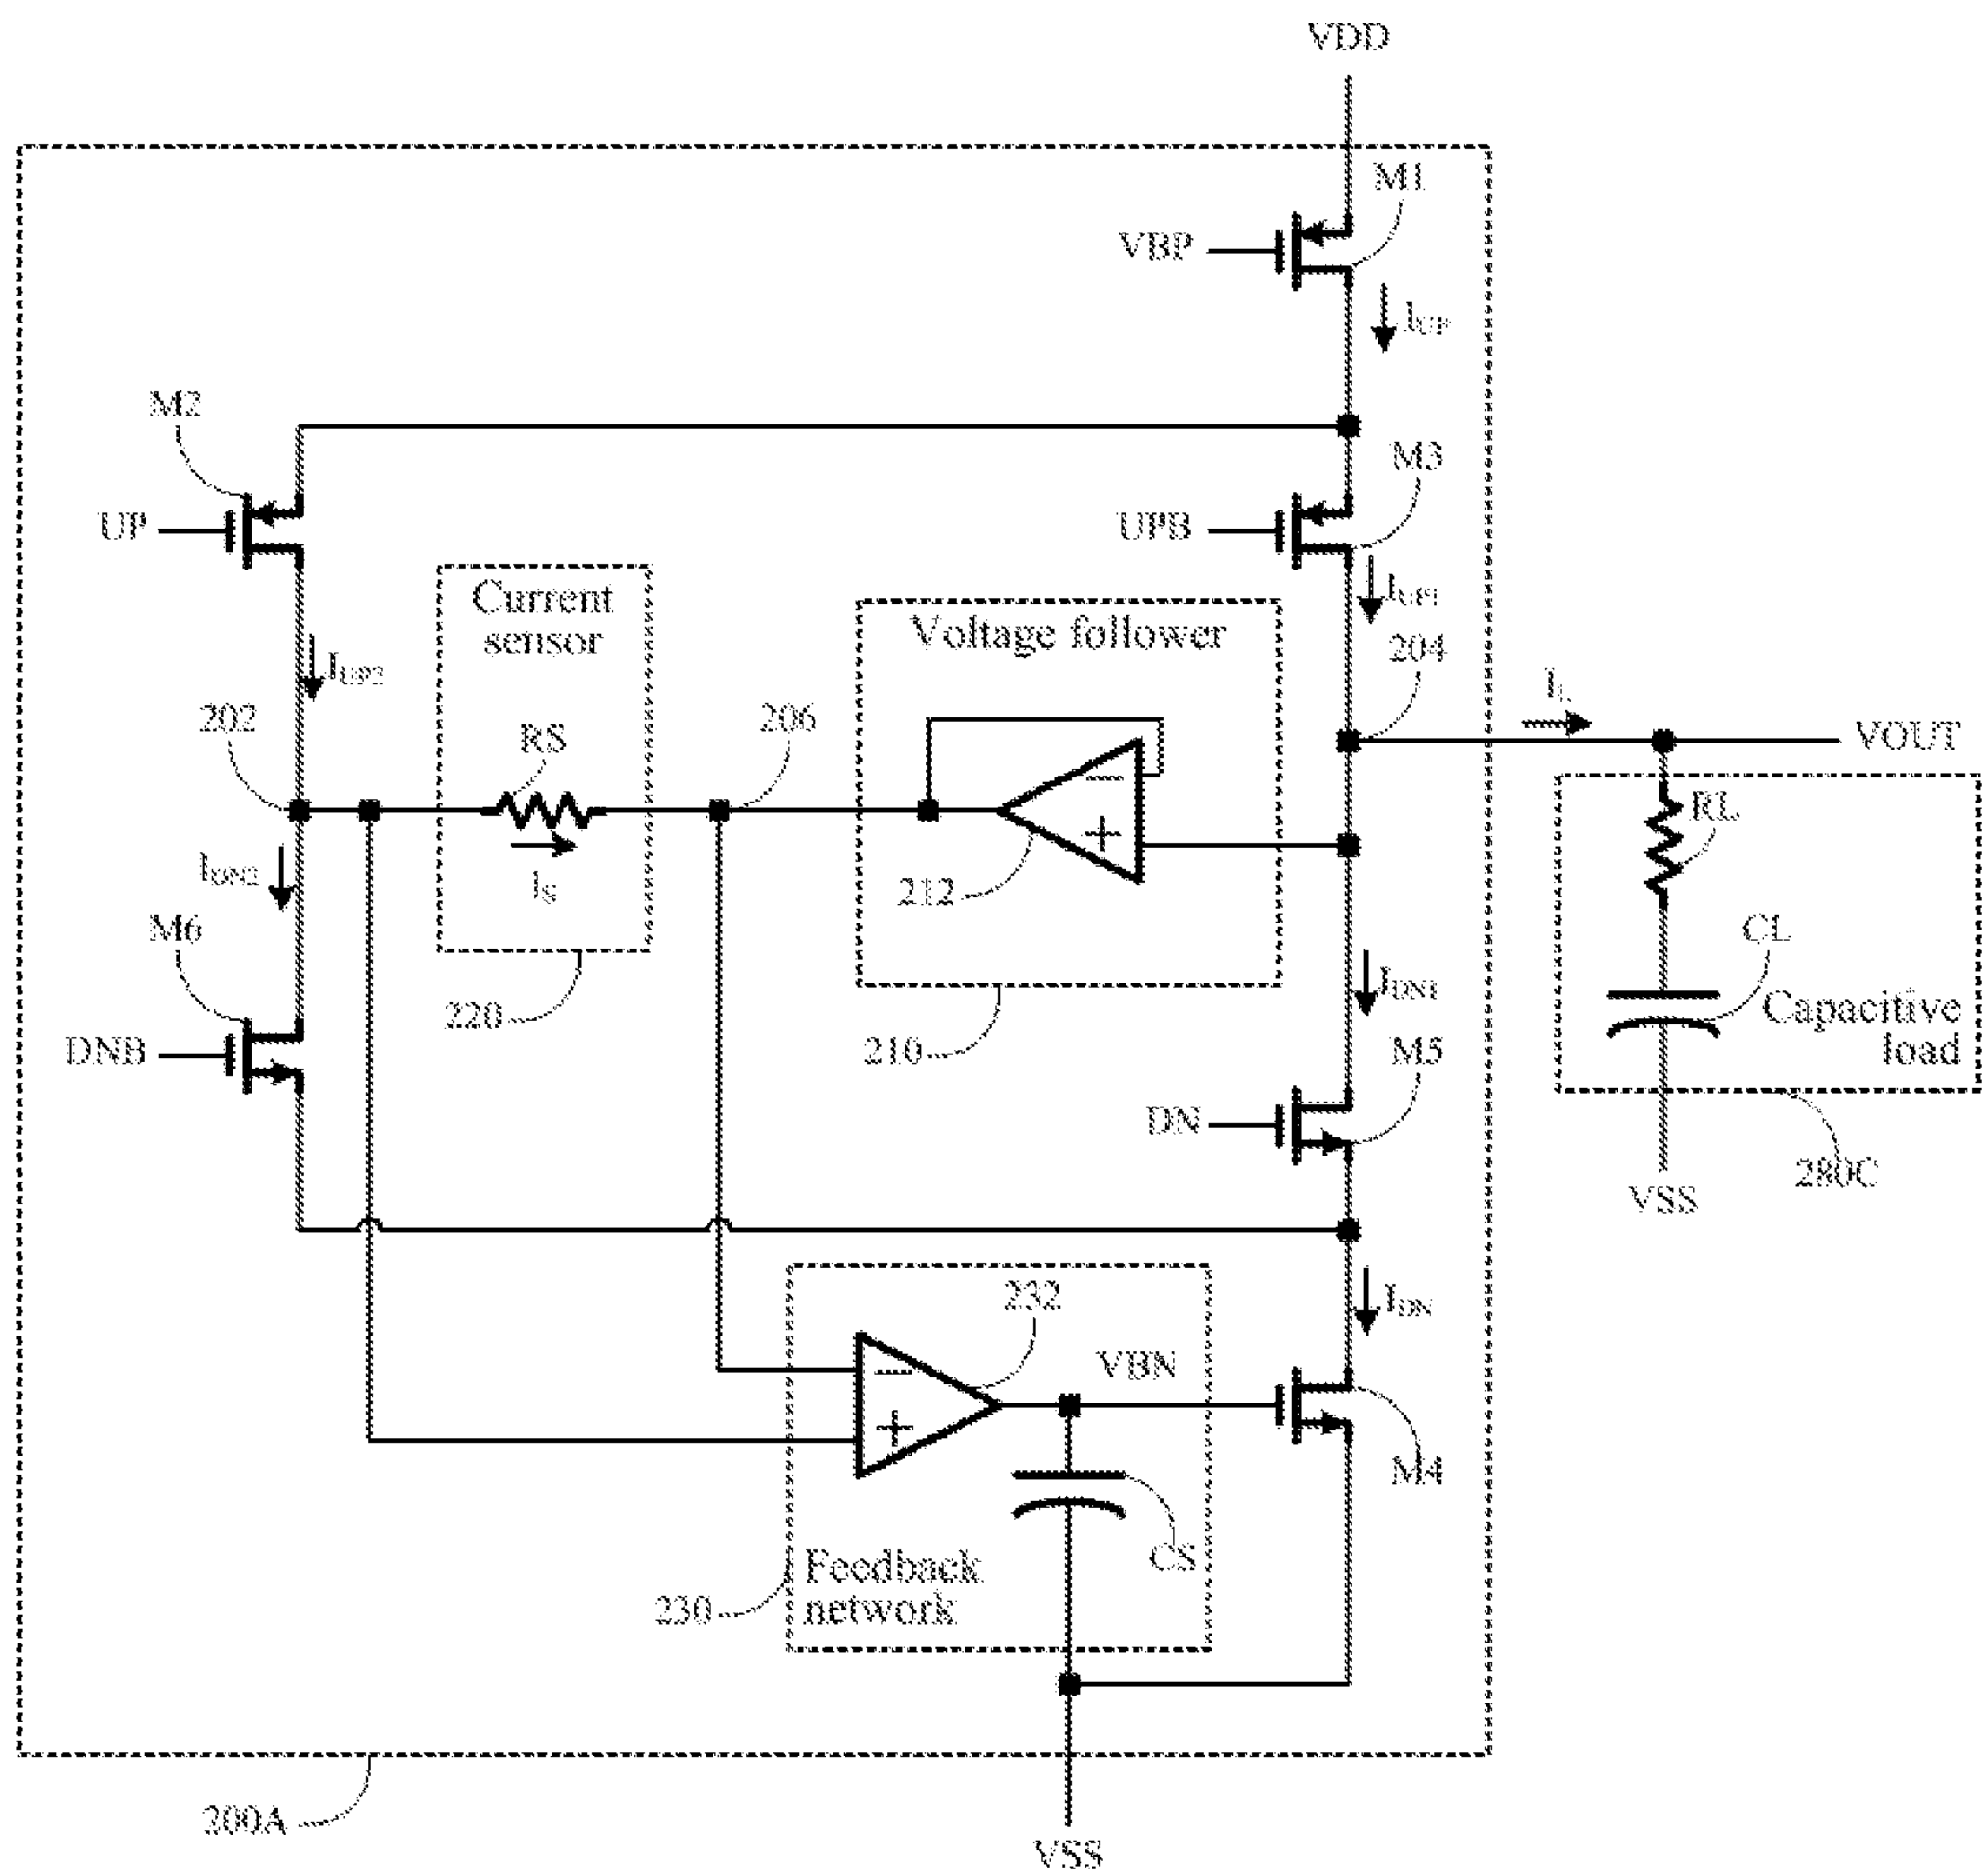 VDD
M1
VBP
IUP
M2
M3
UP
UPB
Current
sensor
IUP1
Voltage follower
204
IUP2
IL
202
RS
206
VOUT
RL
IDN2
212
IS
M6
CL
IDN1
220
Capacitive
load
DNB
210
M5
DN
280C
VSS
232
IDN
VBN
M4
CS
Feedback
network
230
200A
VSS